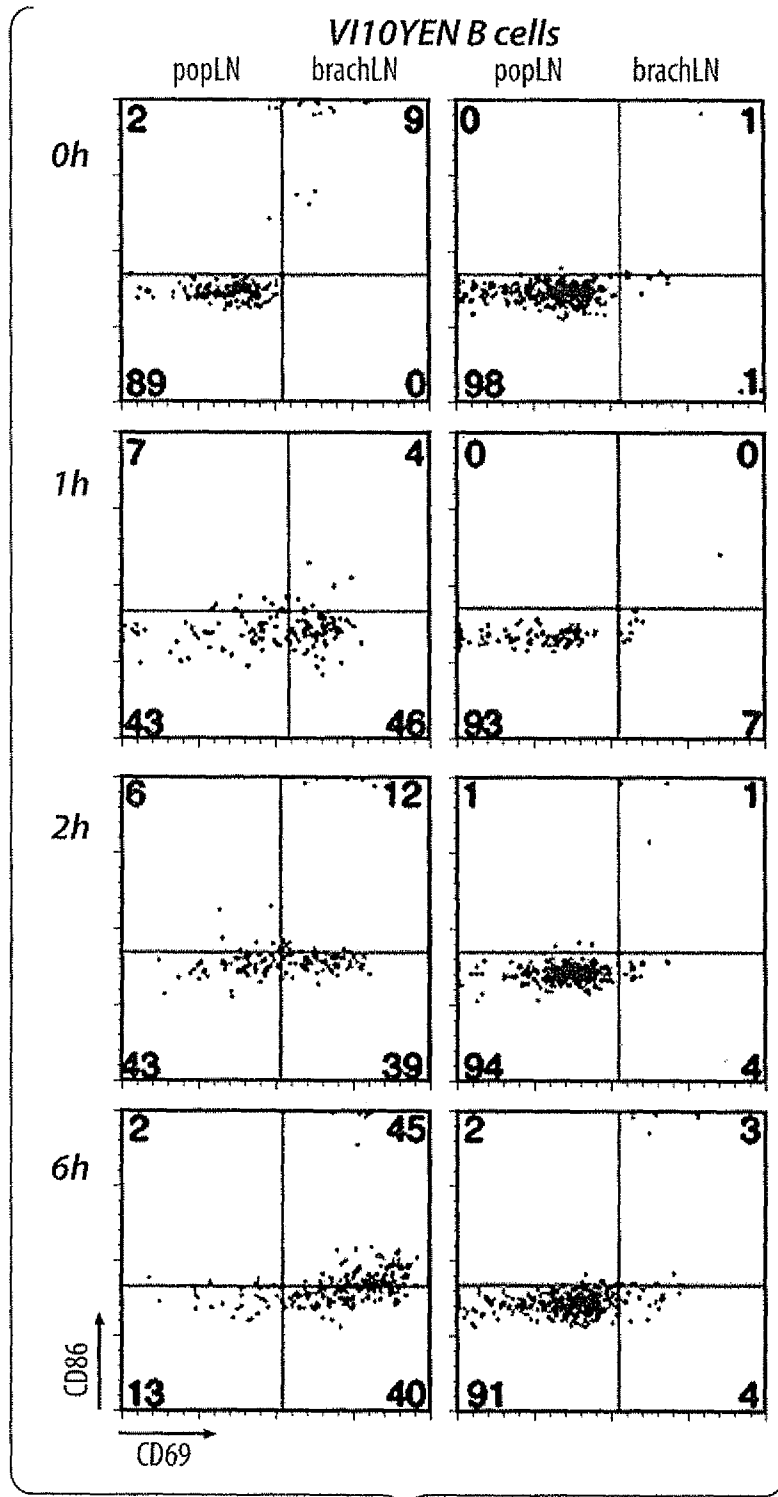 VI10YEN B cells
popLN brachLN popLN brachLN
0h
2 9 0 1
89 0 98 1
1h
7 4 0 0
43 46 93 7
2h
6 12 1 1
43 39 94 4
6h
2 45 2 3
13 40 91 4
CD86
CD69